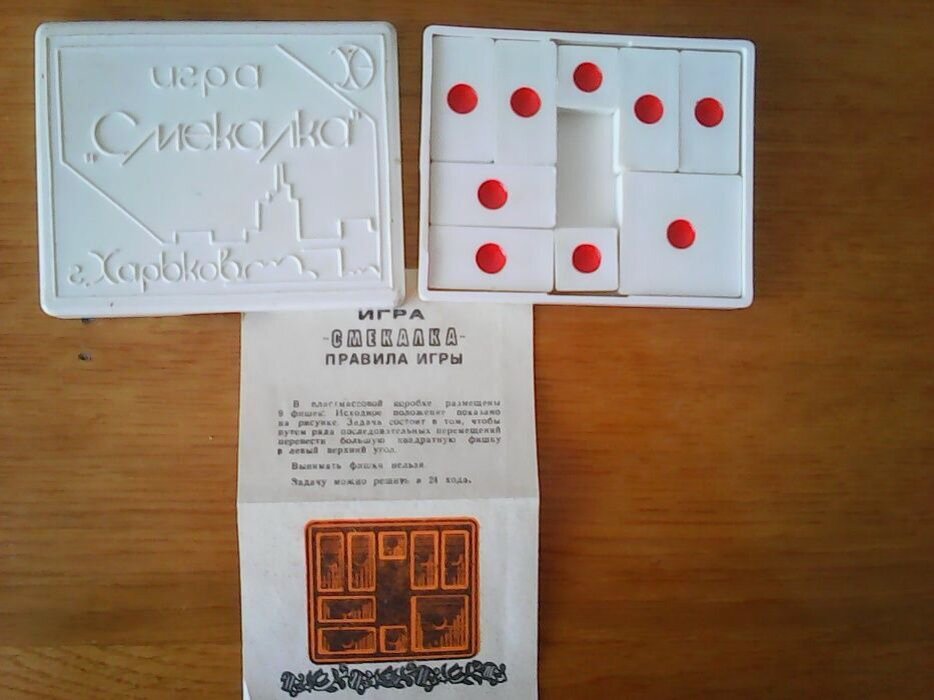 игра
"Смекалка"
г. Харьков
ИГРА
-СМЕКАЛКА-
ПРАВИЛА ИГРЫ
В пластмассовой коробке размещены
9 фишек. Исходное положение показано
на рисунке. Задача состоит в том, чтобы
путем ряда последовательных перемещений
перевести большую квадратную фишку
в левый верхний угол.
Вынимать фишки нельзя.
Задачу можно решить в 28 хода.